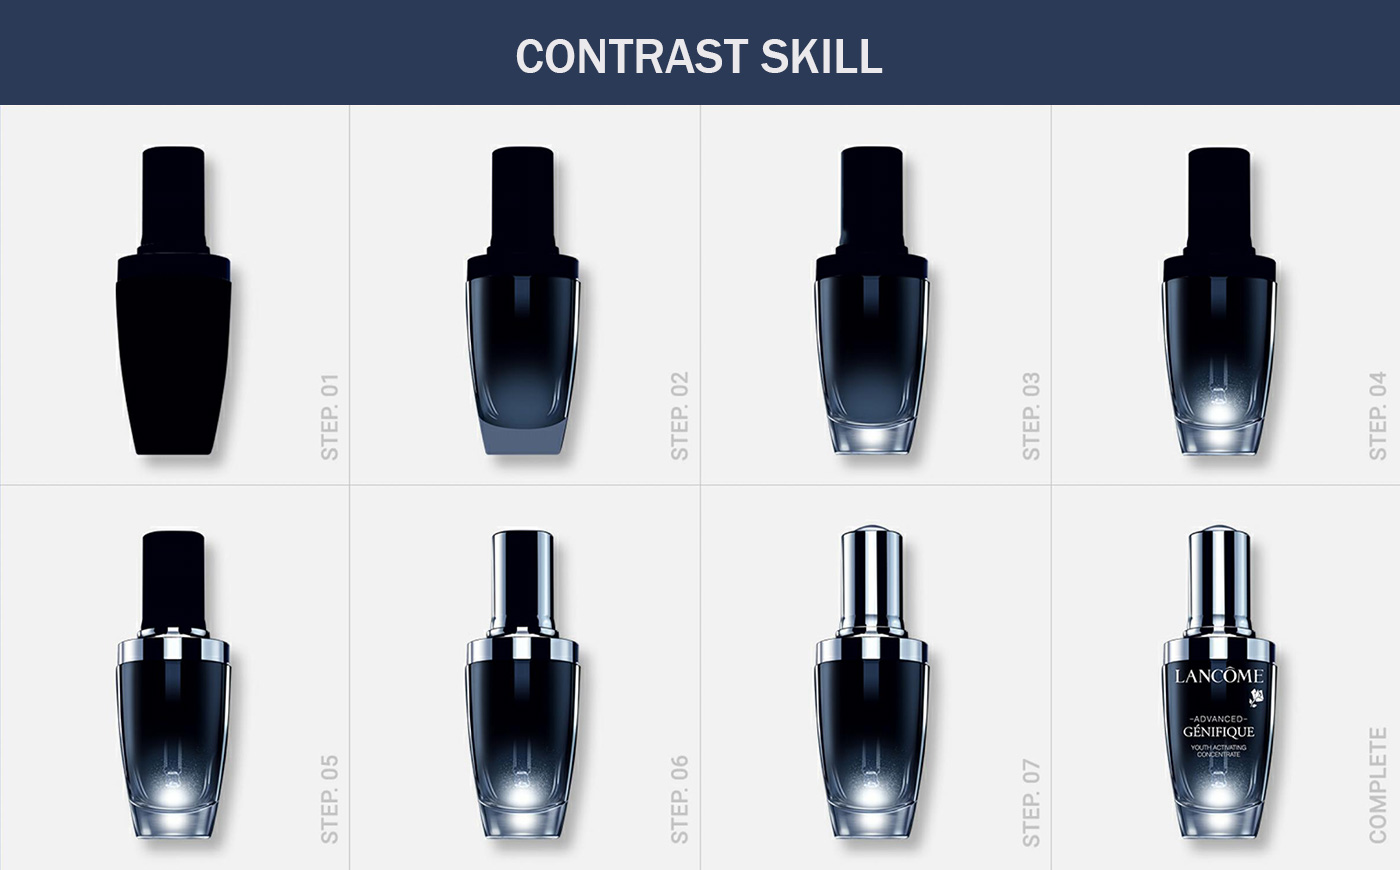 CONTRAST SKILL
STEP. 01
STEP. 02
STEP. 03
STEP. 04
STEP. 05
STEP. 06
STEP. 07
LANCÔME
-ADVANCED-
GÉNIFIQUE
YOUTH ACTIVATING
CONCENTRATE
COMPLETE